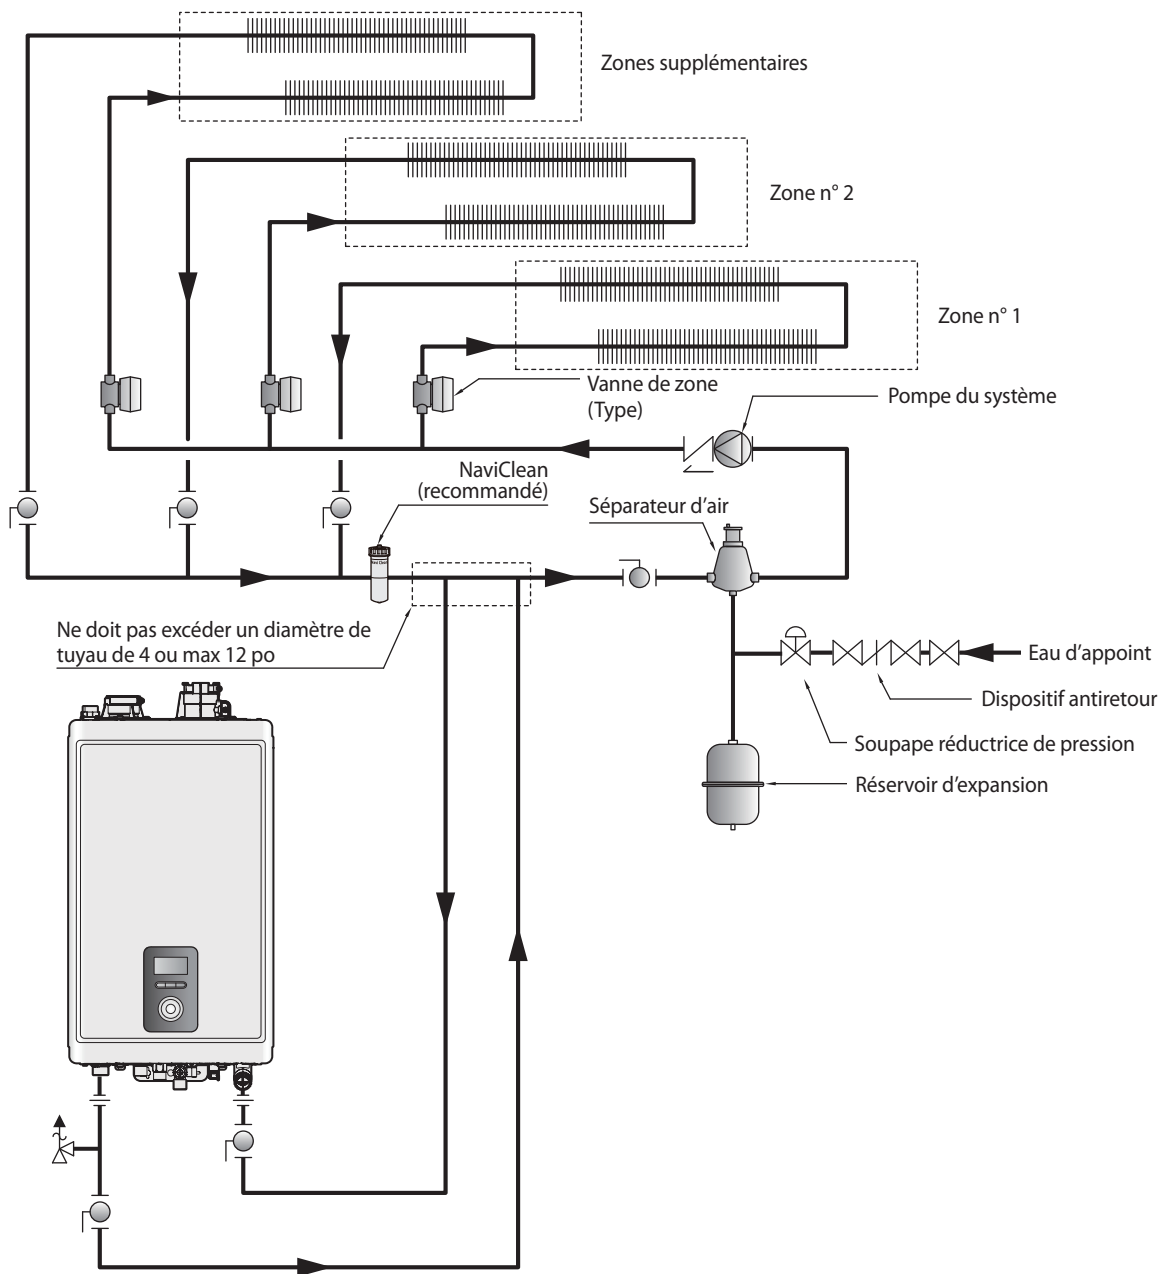 Zones supplémentaires
Zone n° 2
Zone n° 1
Vanne de zone
(Type)
Pompe du système
NaviClean
(recommandé)
Séparateur d’air
Ne doit pas excéder un diamètre de
tuyau de 4 ou max 12 po
Eau d’appoint
Dispositif antiretour
Soupape réductrice de pression
Réservoir d’expansion